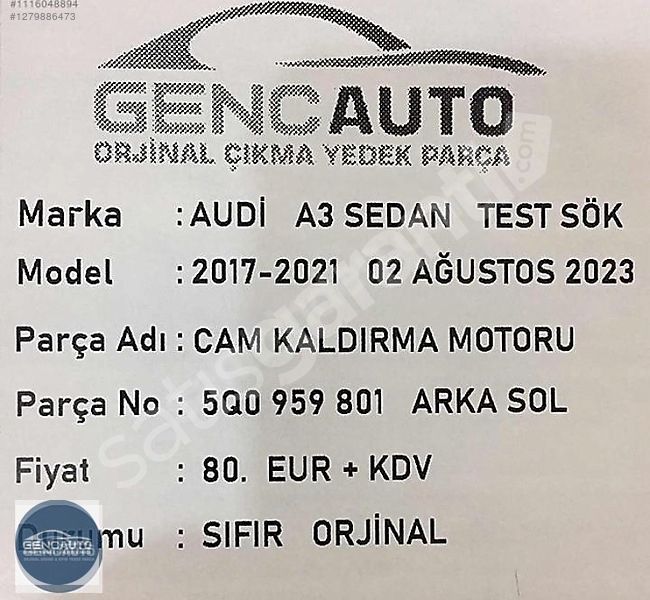 #1116048894
#1279886473
GENCAUTO
ORJİNAL ÇIKMA YEDEK PARÇA
Marka : AUDİ A3 SEDAN TEST SÖK
Model : 2017-2021 02 AĞUSTOS 2023
Parça Adı : CAM KALDIRMA MOTORU
Parça No : 5Q0 959 801 ARKA SOL
Fiyat : 80. EUR + KDV
: SIFIR ORJİNAL
GENCAUTO
satisgaranti.com